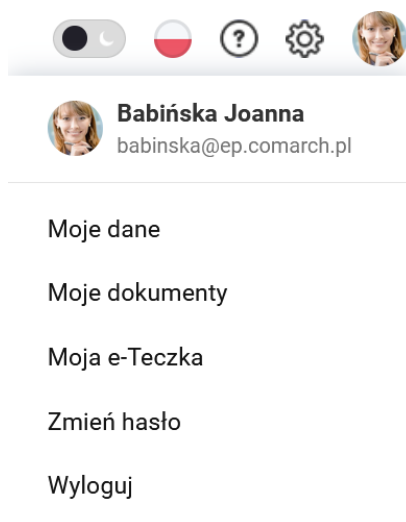 Babińska Joanna
babinska@ep.comarch.pl
Moje dane
Moje dokumenty
Moja e-Teczka
Zmień hasło
Wyloguj